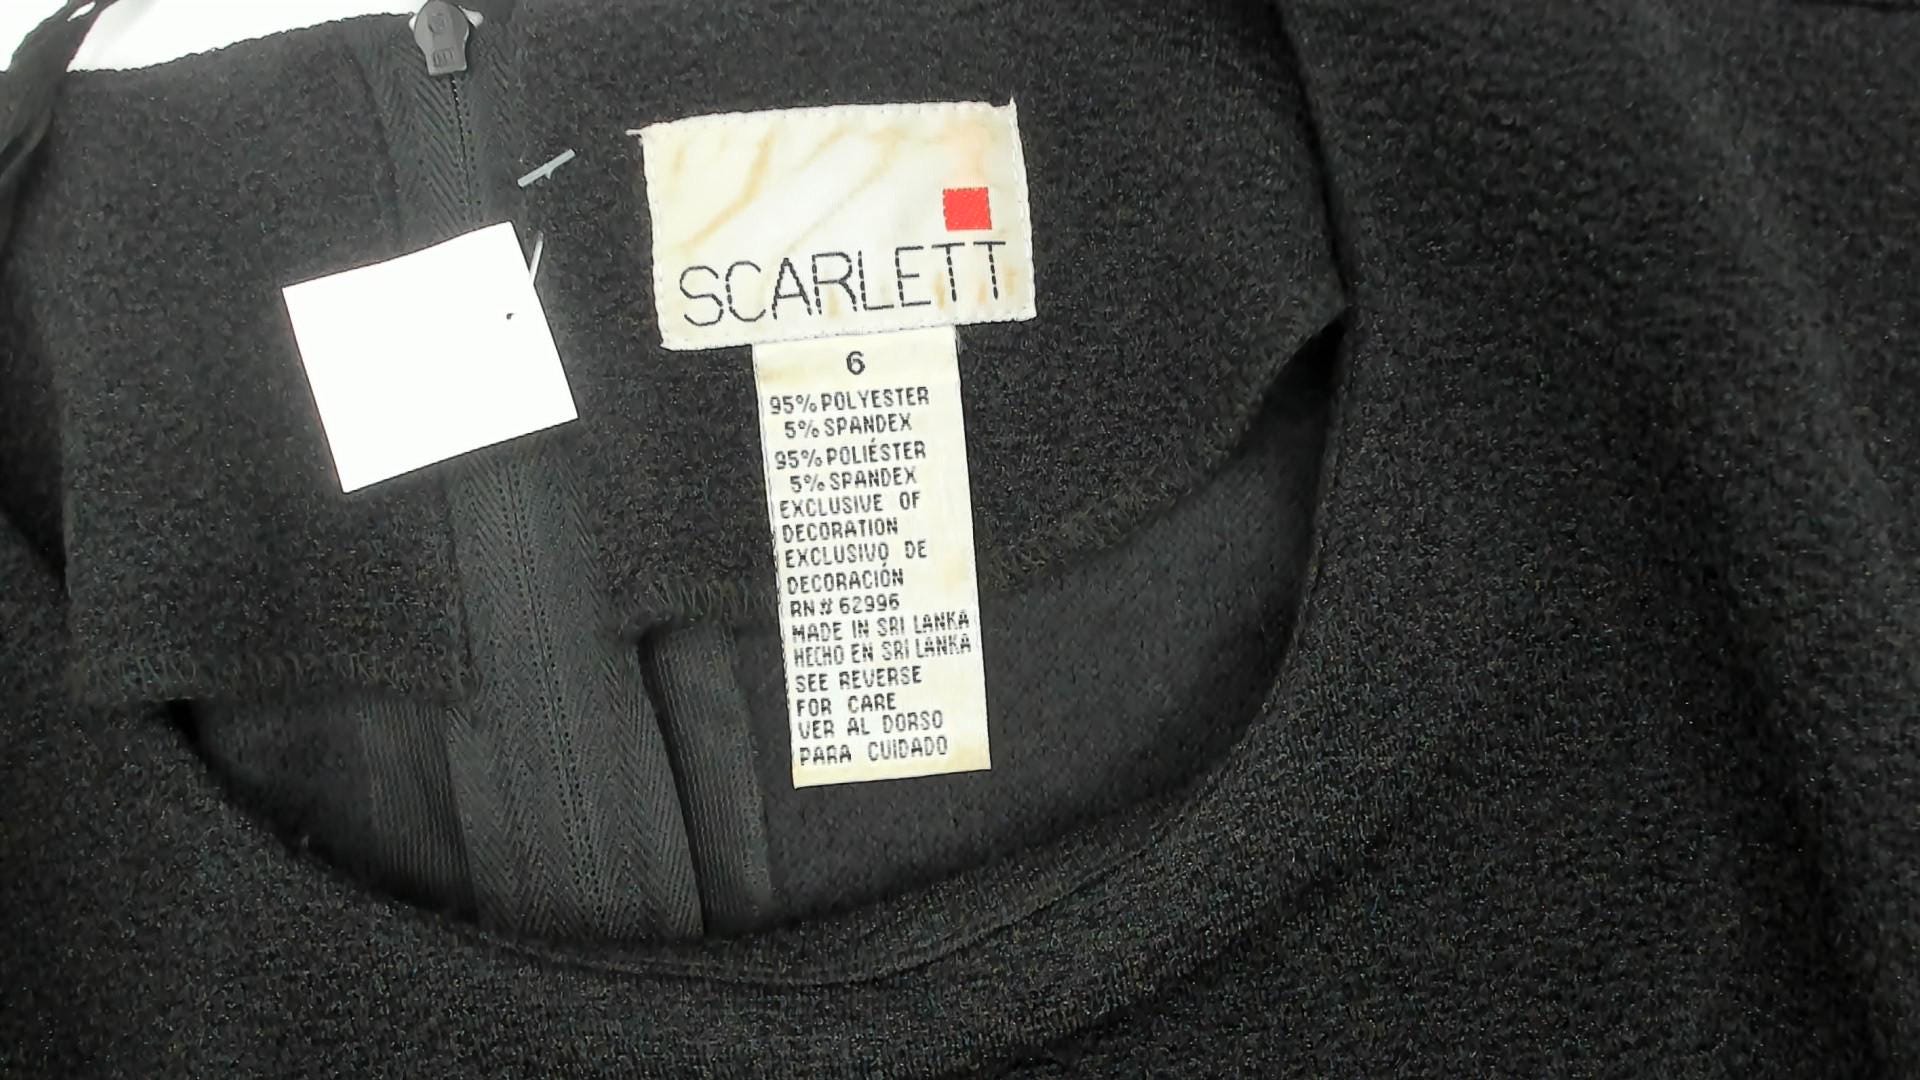 SCARLETT
6
95% POLYESTER
5% SPANDEX
95% POLIÉSTER
5% SPANDEX
EXCLUSIVE OF
DECORATION
EXCLUSIVO DE
DECORACIÓN
RN# 62996
MADE IN SRI LANKA
HECHO EN SRI LANKA
SEE REVERSE
FOR CARE
VER AL DORSO
PARA CUIDADO